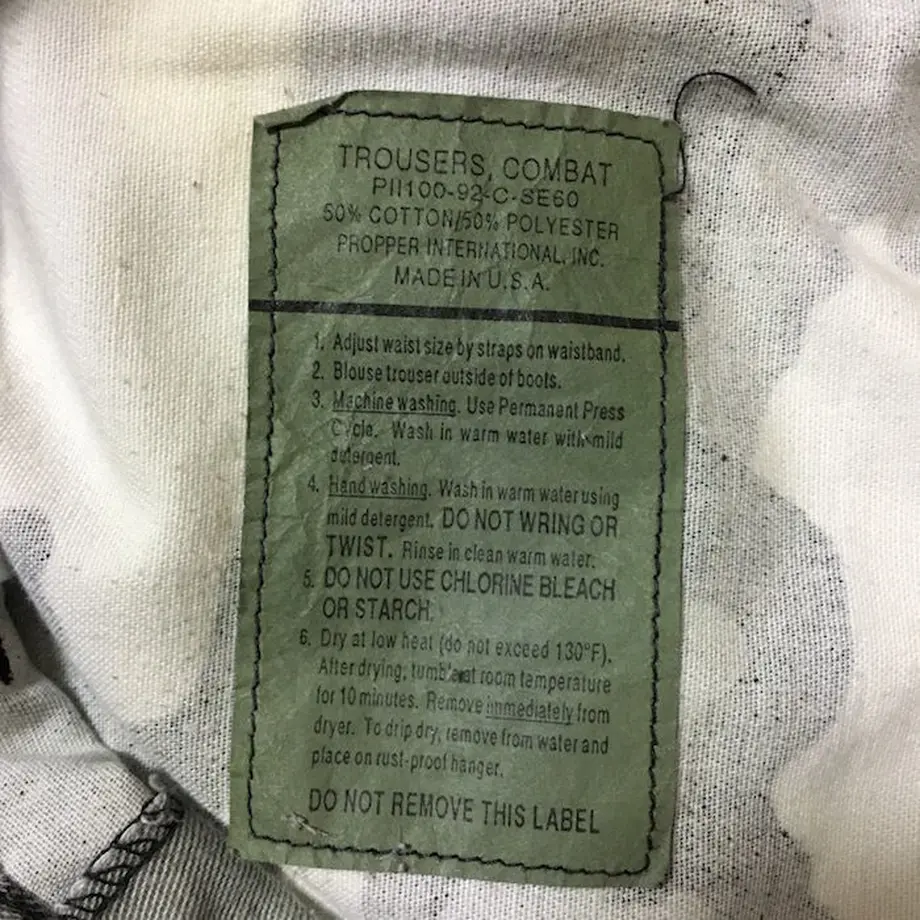 TROUSERS, COMBAT
PII100-92-C-SE60
50% COTTON/50% POLYESTER
PROPPER INTERNATIONAL, INC.
MADE IN U.S.A.
1. Adjust waist size by straps on waistband.
2. Blouse trouser outside of boots.
3. Machine washing. Use Permanent Press
Cycle. Wash in warm water with mild
detergent.
4. Hand washing. Wash in warm water using
mild detergent. DO NOT WRING OR
TWIST. Rinse in clean warm water.
5. DO NOT USE CHLORINE BLEACH
OR STARCH.
6. Dry at low heat (do not exceed 130°F).
After drying, tumble at room temperature
for 10 minutes. Remove immediately from
dryer. To drip dry, remove from water and
place on rust-proof hanger.
DO NOT REMOVE THIS LABEL